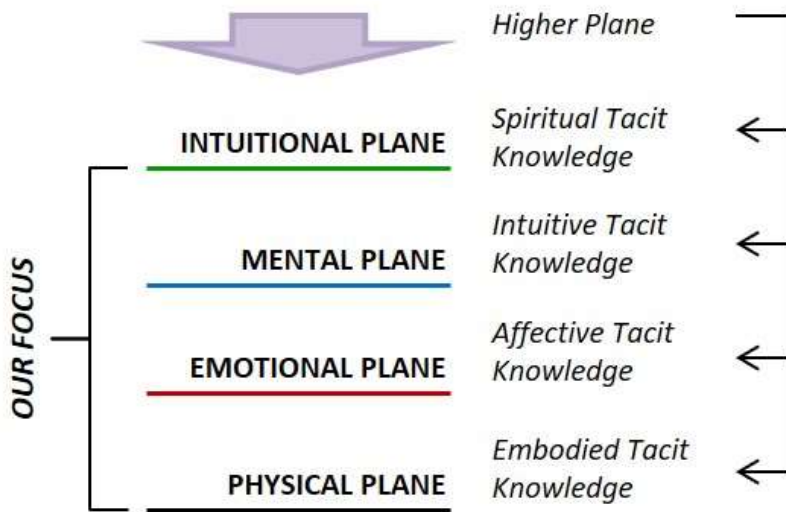 Higher Plane
INTUITIONAL PLANE
Spiritual Tacit
Knowledge
MENTAL PLANE
Intuitive Tacit
Knowledge
EMOTIONAL PLANE
Affective Tacit
Knowledge
PHYSICAL PLANE
Embodied Tacit
Knowledge
OUR FOCUS